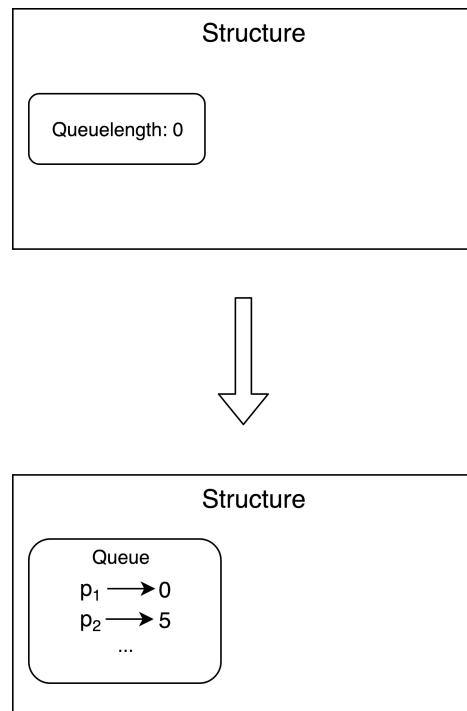 Structure
Queuelength: 0
Structure
Queue
p₁ → 0
p₂ → 5
...